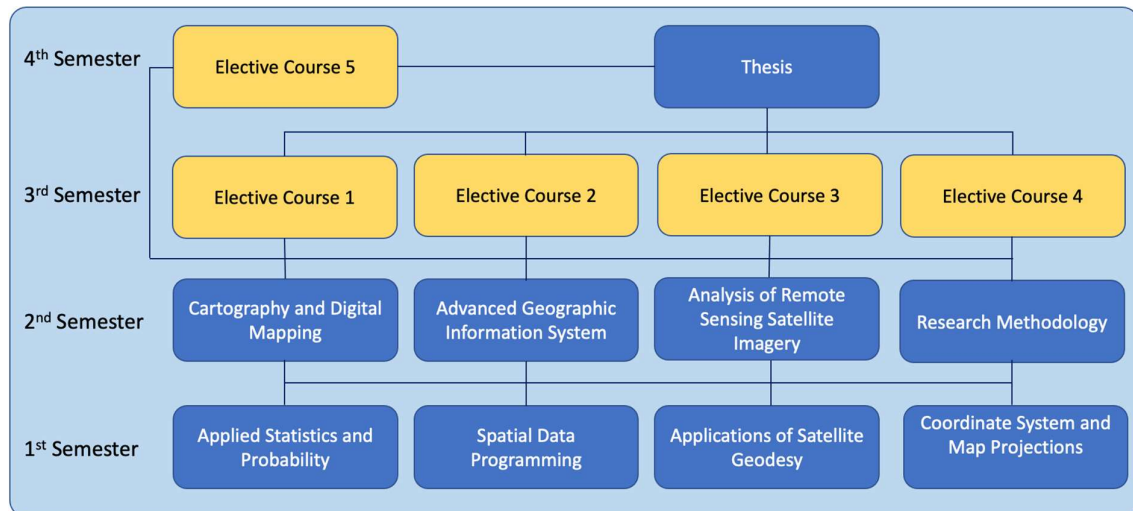 4th Semester
Elective Course 5
Thesis
3rd Semester
Elective Course 1
Elective Course 2
Elective Course 3
Elective Course 4
2nd Semester
Cartography and Digital
Mapping
Advanced Geographic
Information System
Analysis of Remote
Sensing Satellite
Imagery
Research Methodology
1st Semester
Applied Statistics and
Probability
Spatial Data
Programming
Applications of Satellite
Geodesy
Coordinate System and
Map Projections